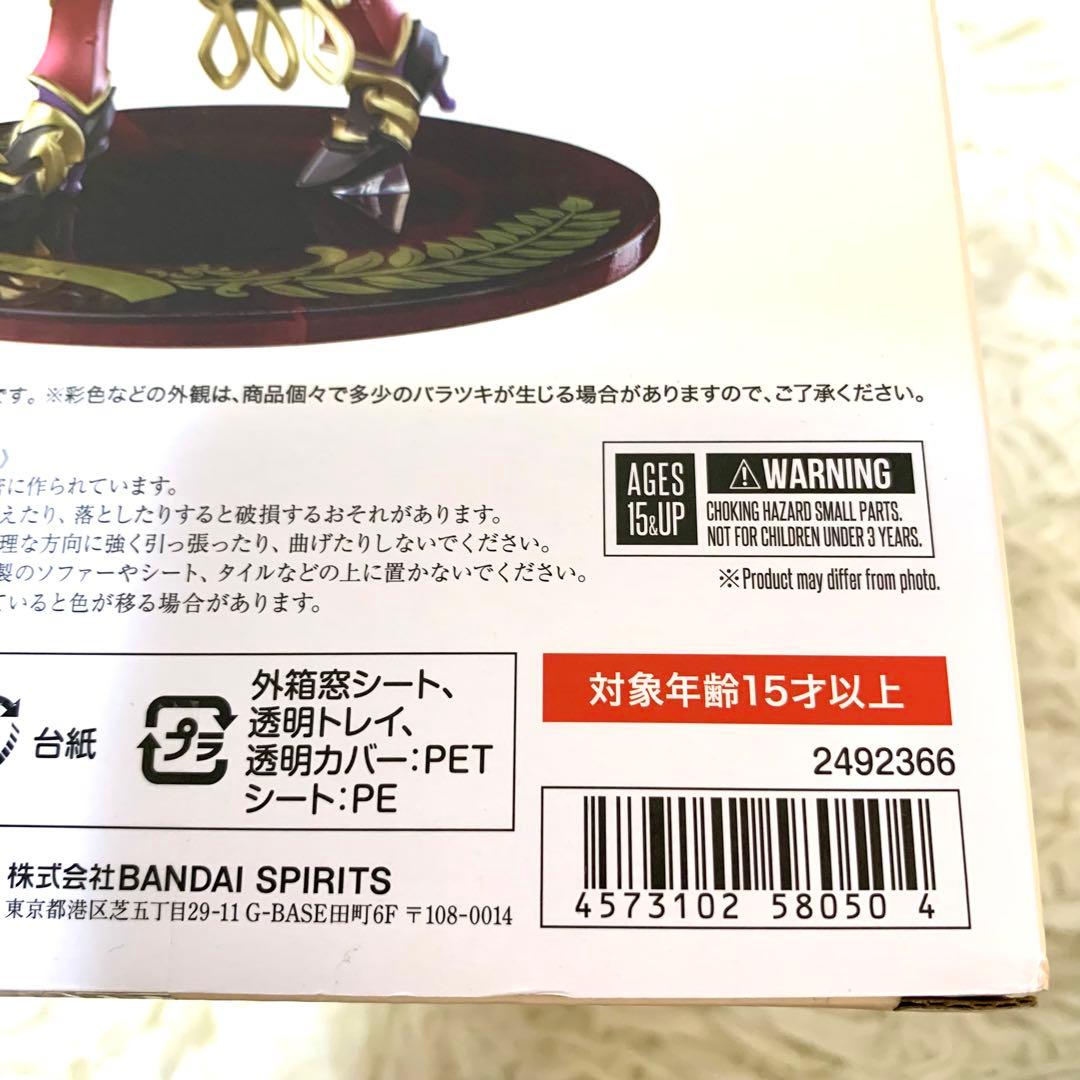 です。※彩色などの外観は、商品個々で多少のバラツキが生じる場合がありますので、ご了承ください。
〉
に作られています。
えたり、落としたりすると破損するおそれがあります。
理な方向に強く引っ張ったり、曲げたりしないでください。
製のソファーやシート、タイルなどの上に置かないでください。
ていると色が移る場合があります。
AGES
15&UP
⚠WARNING
CHOKING HAZARD SMALL PARTS.
NOT FOR CHILDREN UNDER 3 YEARS.
※Product may differ from photo.
台紙
プラ
外箱窓シート、
透明トレイ、
透明カバー:PET
シート:PE
対象年齢15才以上
2492366
4573102 58050 4
株式会社BANDAI SPIRITS
東京都港区芝五丁目29-11 G-BASE田町6F 〒108-0014